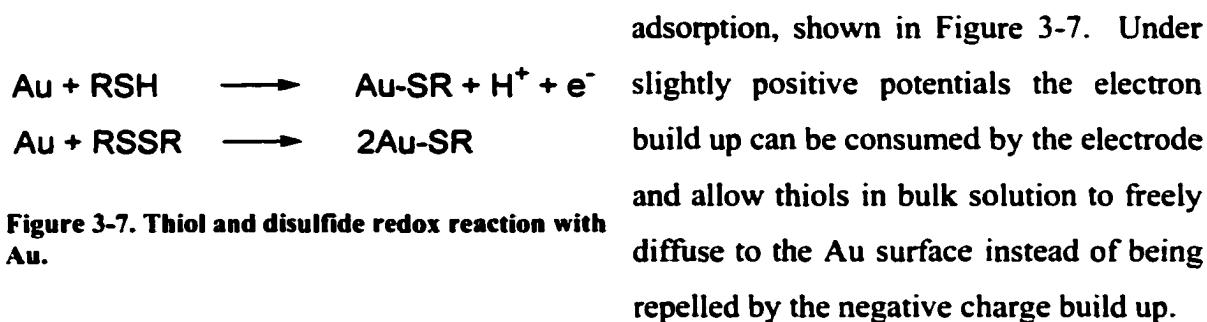 Au + RSH ⟶ Au-SR + H⁺ + e⁻
Au + RSSR ⟶ 2Au-SR
Figure 3-7. Thiol and disulfide redox reaction with
Au.
adsorption, shown in Figure 3-7. Under
slightly positive potentials the electron
build up can be consumed by the electrode
and allow thiols in bulk solution to freely
diffuse to the Au surface instead of being
repelled by the negative charge build up.